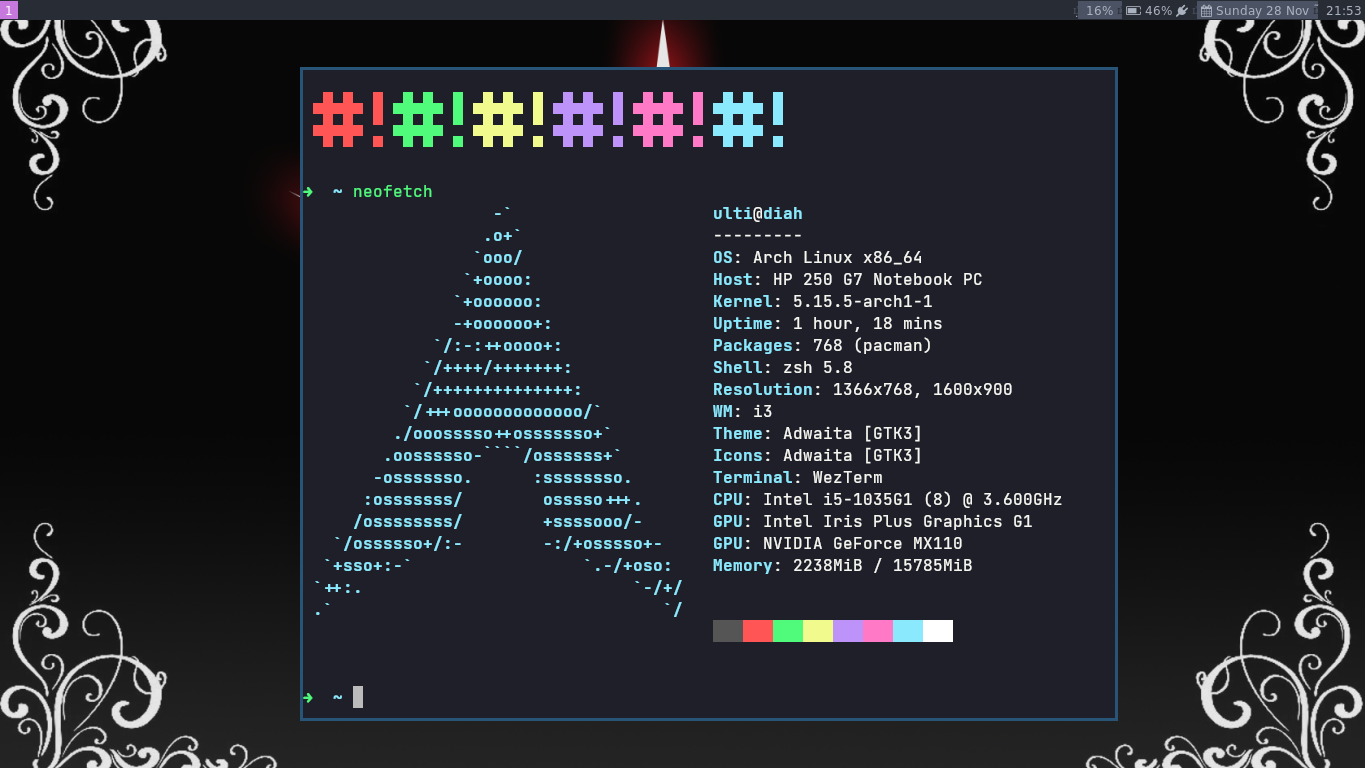 1 16% 46% Sunday 28 Nov 21:53
#!#!#!#!#!#!
➜ ~ neofetch
-` ulti@diah
.o+` ---------
`ooo/ OS: Arch Linux x86_64
`+oooo: Host: HP 250 G7 Notebook PC
`+oooooo: Kernel: 5.15.5-arch1-1
-+oooooo+: Uptime: 1 hour, 18 mins
`/:-:++oooo+: Packages: 768 (pacman)
`/++++/+++++++: Shell: zsh 5.8
`/++++++++++++++: Resolution: 1366x768, 1600x900
`/+++ooooooooooooo/` WM: i3
./ooosssso++osssssso+` Theme: Adwaita [GTK3]
.oossssso-````/ossssss+` Icons: Adwaita [GTK3]
-osssssso. :ssssssso. Terminal: WezTerm
:osssssss/ osssso+++. CPU: Intel i5-1035G1 (8) @ 3.600GHz
/ossssssss/ +ssssooo/- GPU: Intel Iris Plus Graphics G1
`/ossssso+/:- -:/+osssso+- GPU: NVIDIA GeForce MX110
`+sso+:-` `.-/+oso: Memory: 2238MiB / 15785MiB
`++:. `-/+/
.` `/
➜ ~